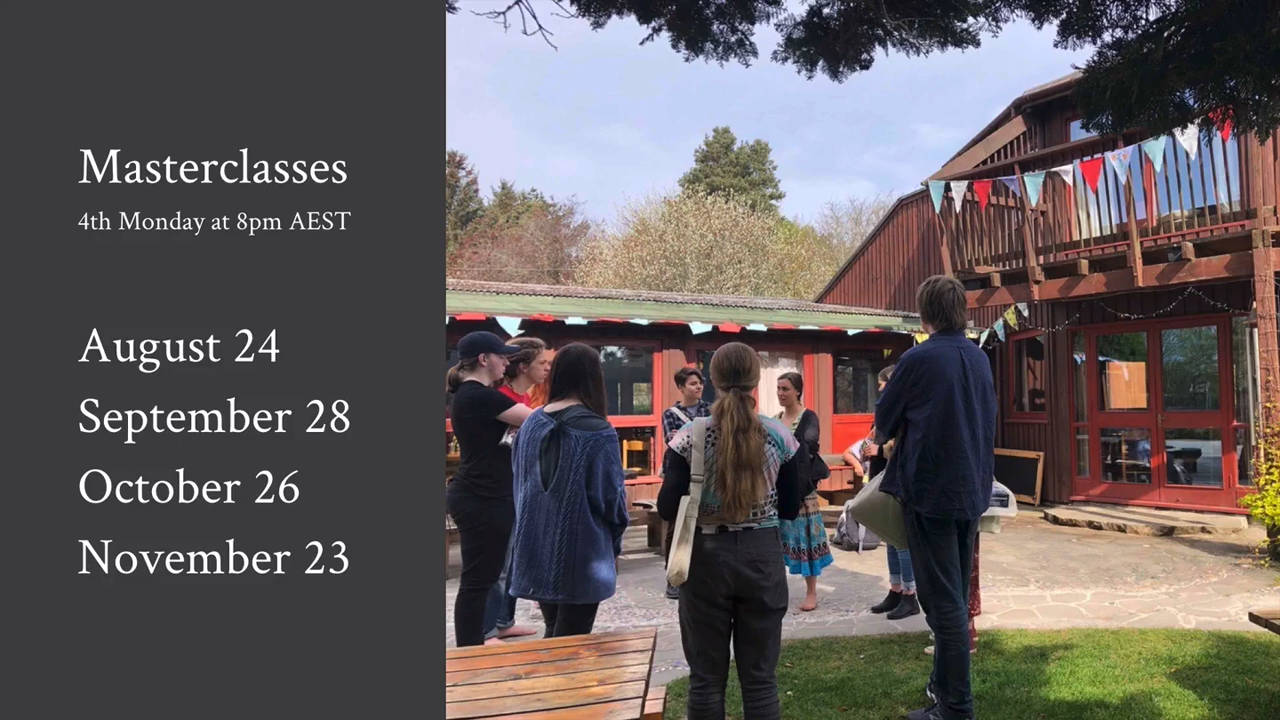 Masterclasses
4th Monday at 8pm AEST
August 24
September 28
October 26
November 23